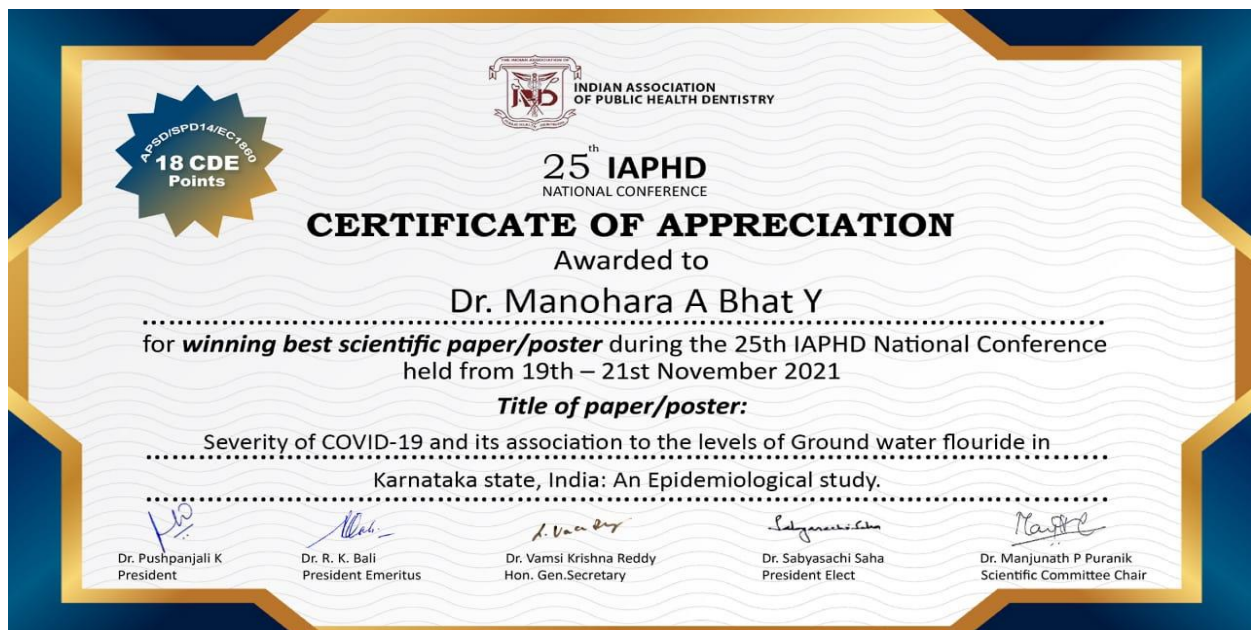 THE INDIAN ASSOCIATION OF
INDIAN ASSOCIATION
OF PUBLIC HEALTH DENTISTRY
APSD/SPD14/EC1860
18 CDE
Points
25th IAPHD
NATIONAL CONFERENCE
CERTIFICATE OF APPRECIATION
Awarded to
Dr. Manohara A Bhat Y
for winning best scientific paper/poster during the 25th IAPHD National Conference
held from 19th – 21st November 2021
Title of paper/poster:
Severity of COVID-19 and its association to the levels of Ground water flouride in
Karnataka state, India: An Epidemiological study.
Dr. Pushpanjali K
President
Dr. R. K. Bali
President Emeritus
Dr. Vamsi Krishna Reddy
Hon. Gen.Secretary
Dr. Sabyasachi Saha
President Elect
Dr. Manjunath P Puranik
Scientific Committee Chair